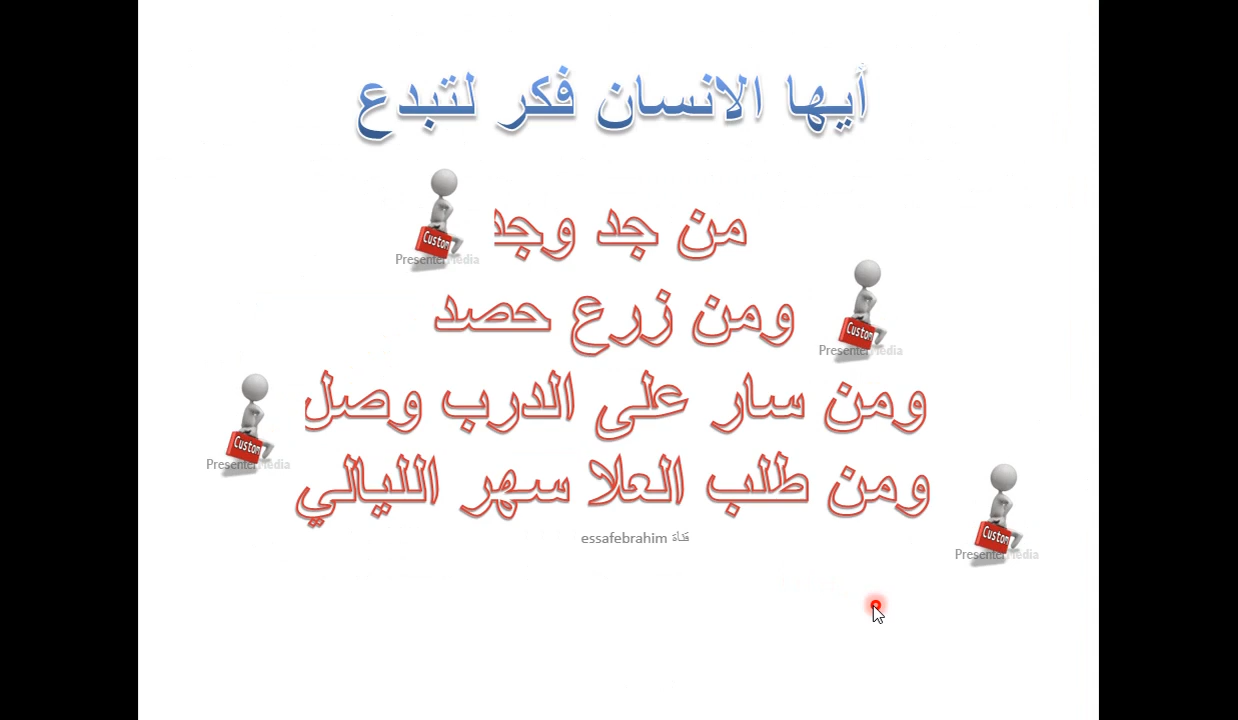 أيها الانسان فكر لتبدع
من جد وجد
ومن زرع حصد
ومن سار على الدرب وصل
ومن طلب العلا سهر الليالي
قناة essafebrahim
Custom
PresenterMedia
Custom
PresenterMedia
Custom
PresenterMedia
Custom
PresenterMedia